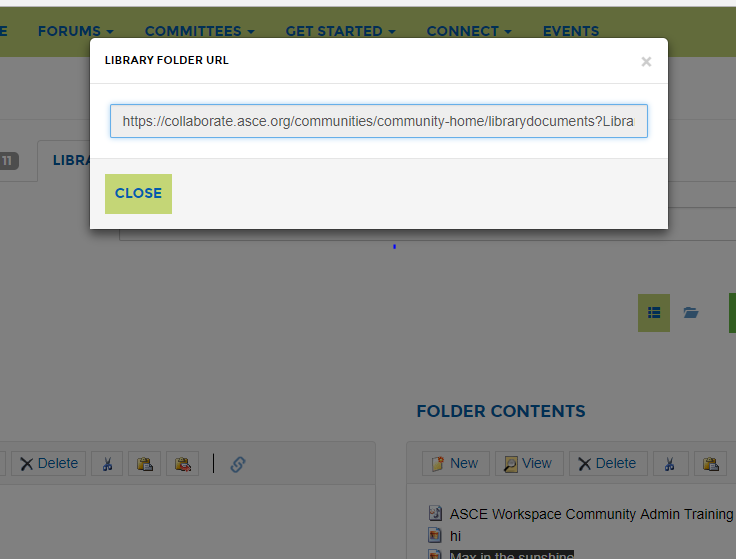 E FORUMS COMMITTEES GET STARTED CONNECT EVENTS
LIBRARY FOLDER URL ×
https://collaborate.asce.org/communities/community-home/librarydocuments?Libra
11 LIBRA
CLOSE
FOLDER CONTENTS
Delete
New View Delete
ASCE Workspace Community Admin Training
hi
Max in the sunshine